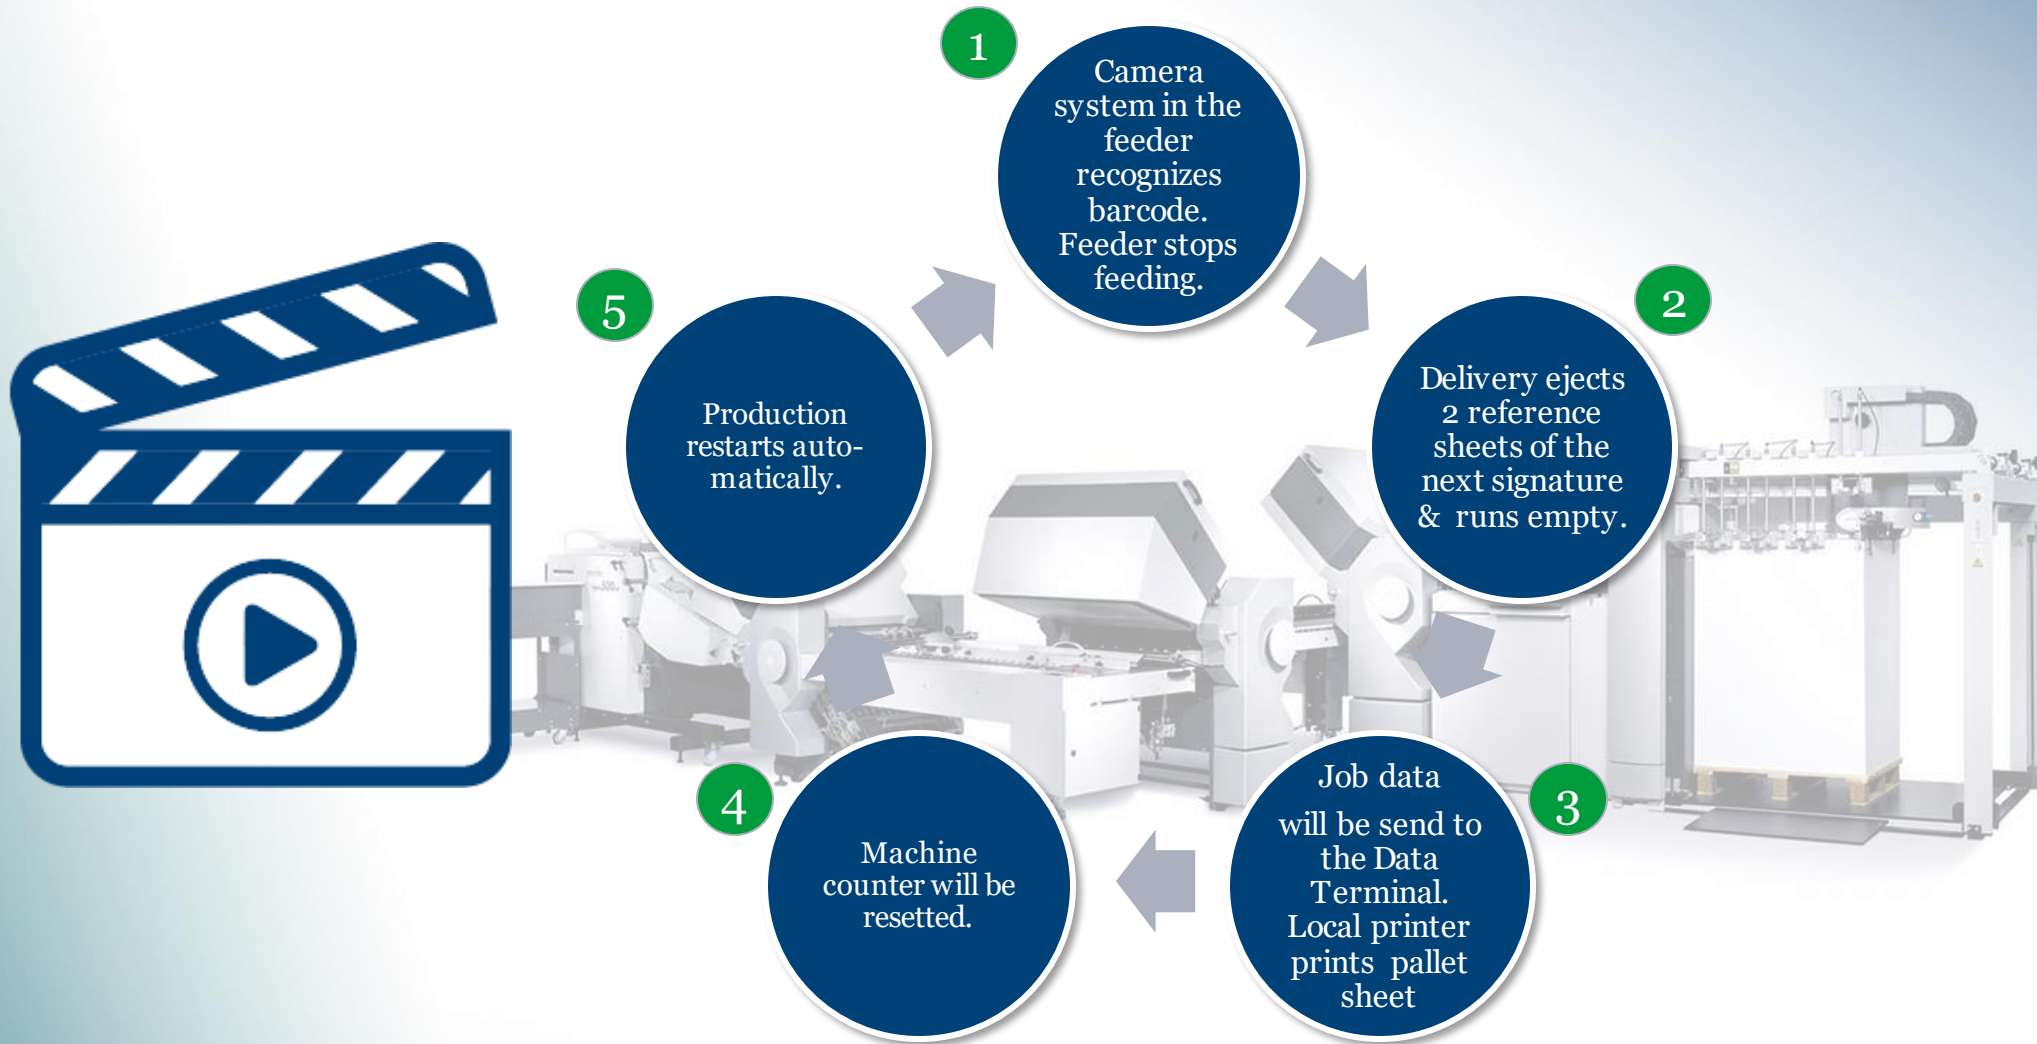 1
Camera
system in the
feeder
recognizes
barcode.
Feeder stops
feeding.
2
Delivery ejects
2 reference
sheets of the
next signature
& runs empty.
3
Job data
will be send to
the Data
Terminal.
Local printer
prints pallet
sheet
4
Machine
counter will be
resetted.
5
Production
restarts auto-
matically.